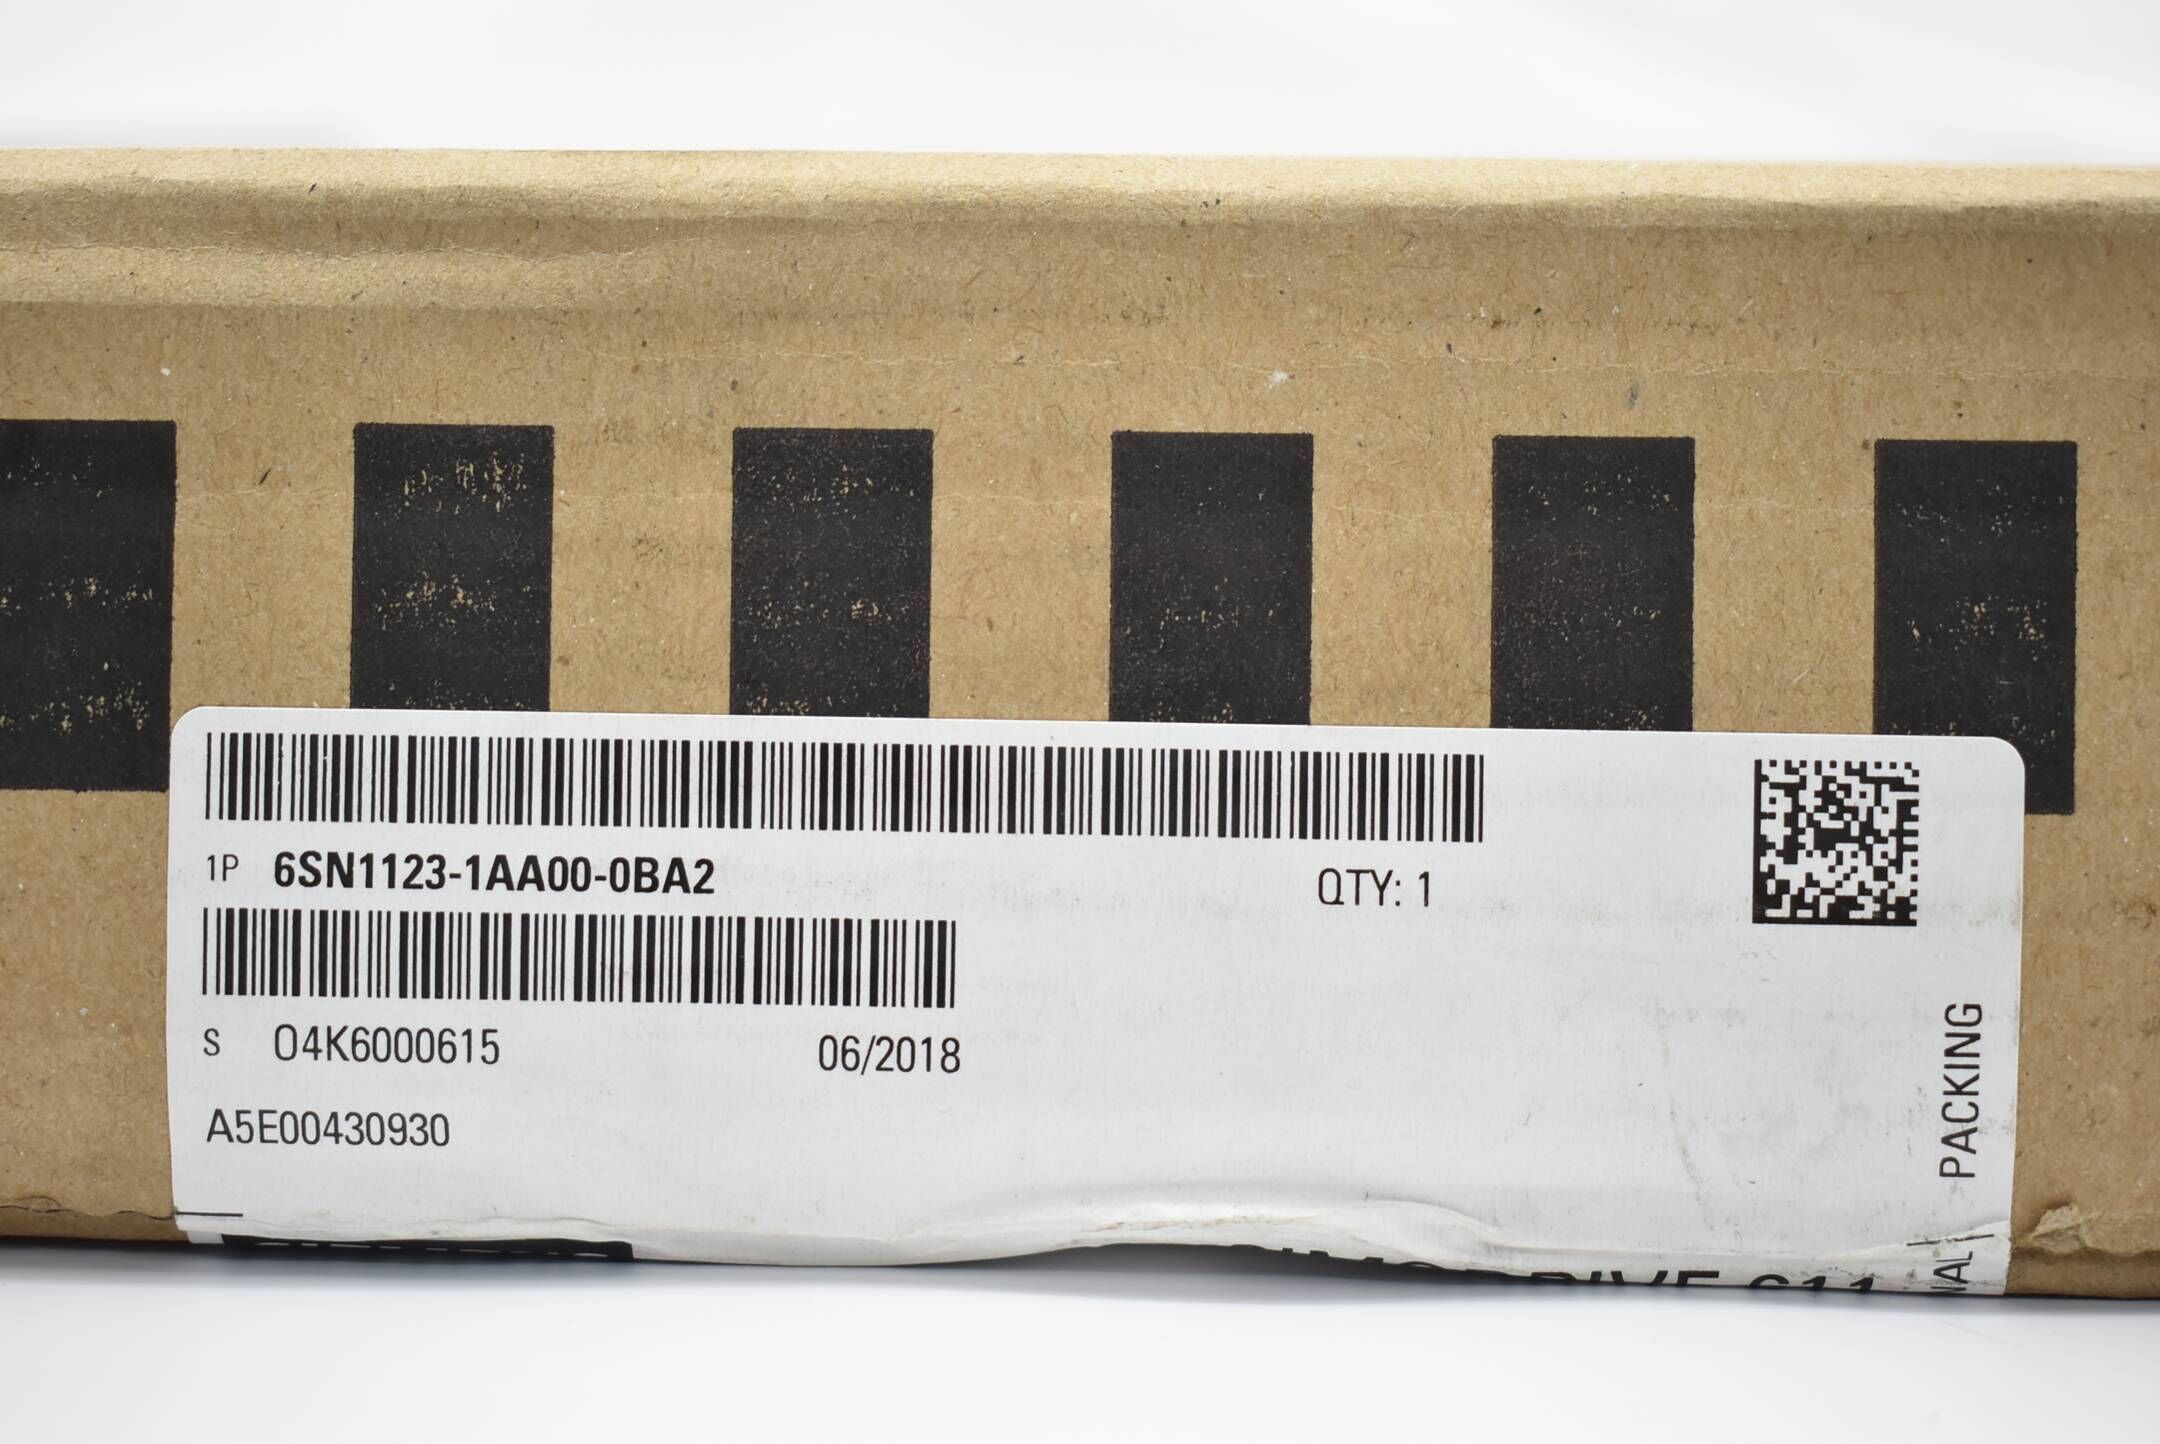 1P 6SN1123-1AA00-0BA2 QTY: 1
S O4K6000615 06/2018
A5E00430930
PACKING